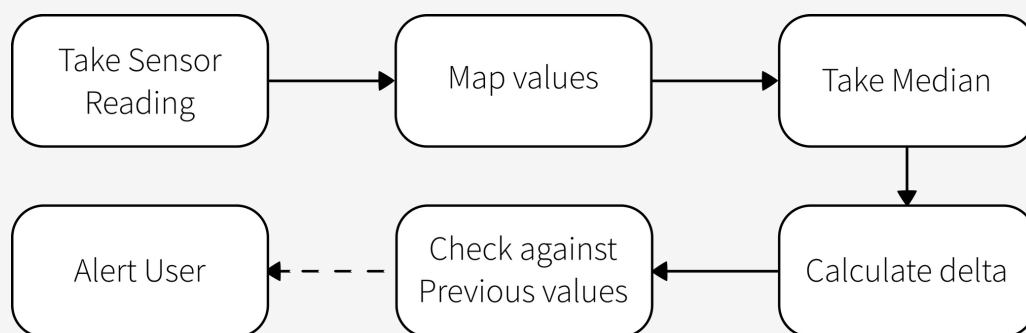 Take Sensor
Reading
Map values
Take Median
Calculate delta
Check against
Previous values
Alert User